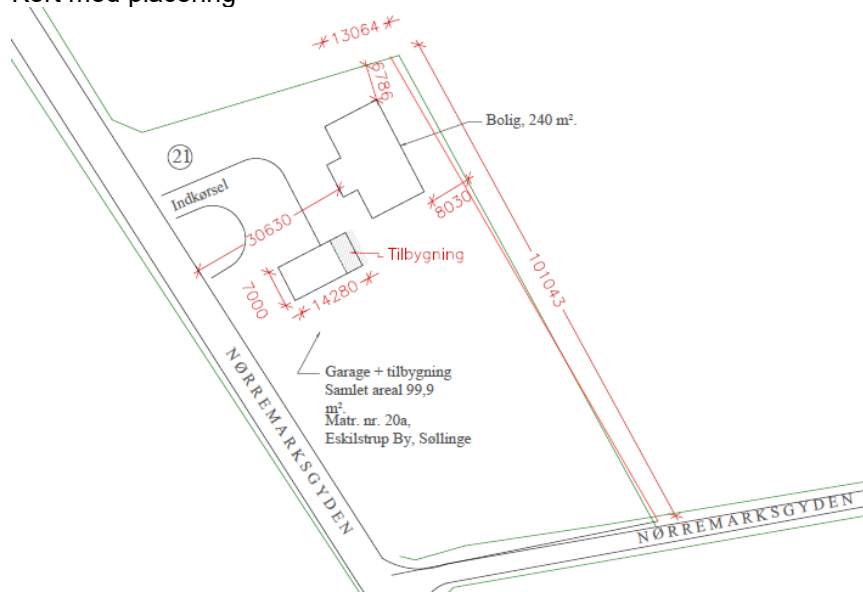 Kort med placering
13064
6786
Bolig, 240 m².
21
Indkørsel
30630
8030
Tilbygning
7000
14280
101043
Garage + tilbygning
Samlet areal 99,9
m².
Matr. nr. 20a,
Eskilstrup By, Søllinge
NØRREMARKSGYDEN
NØRREMARKSGYDEN